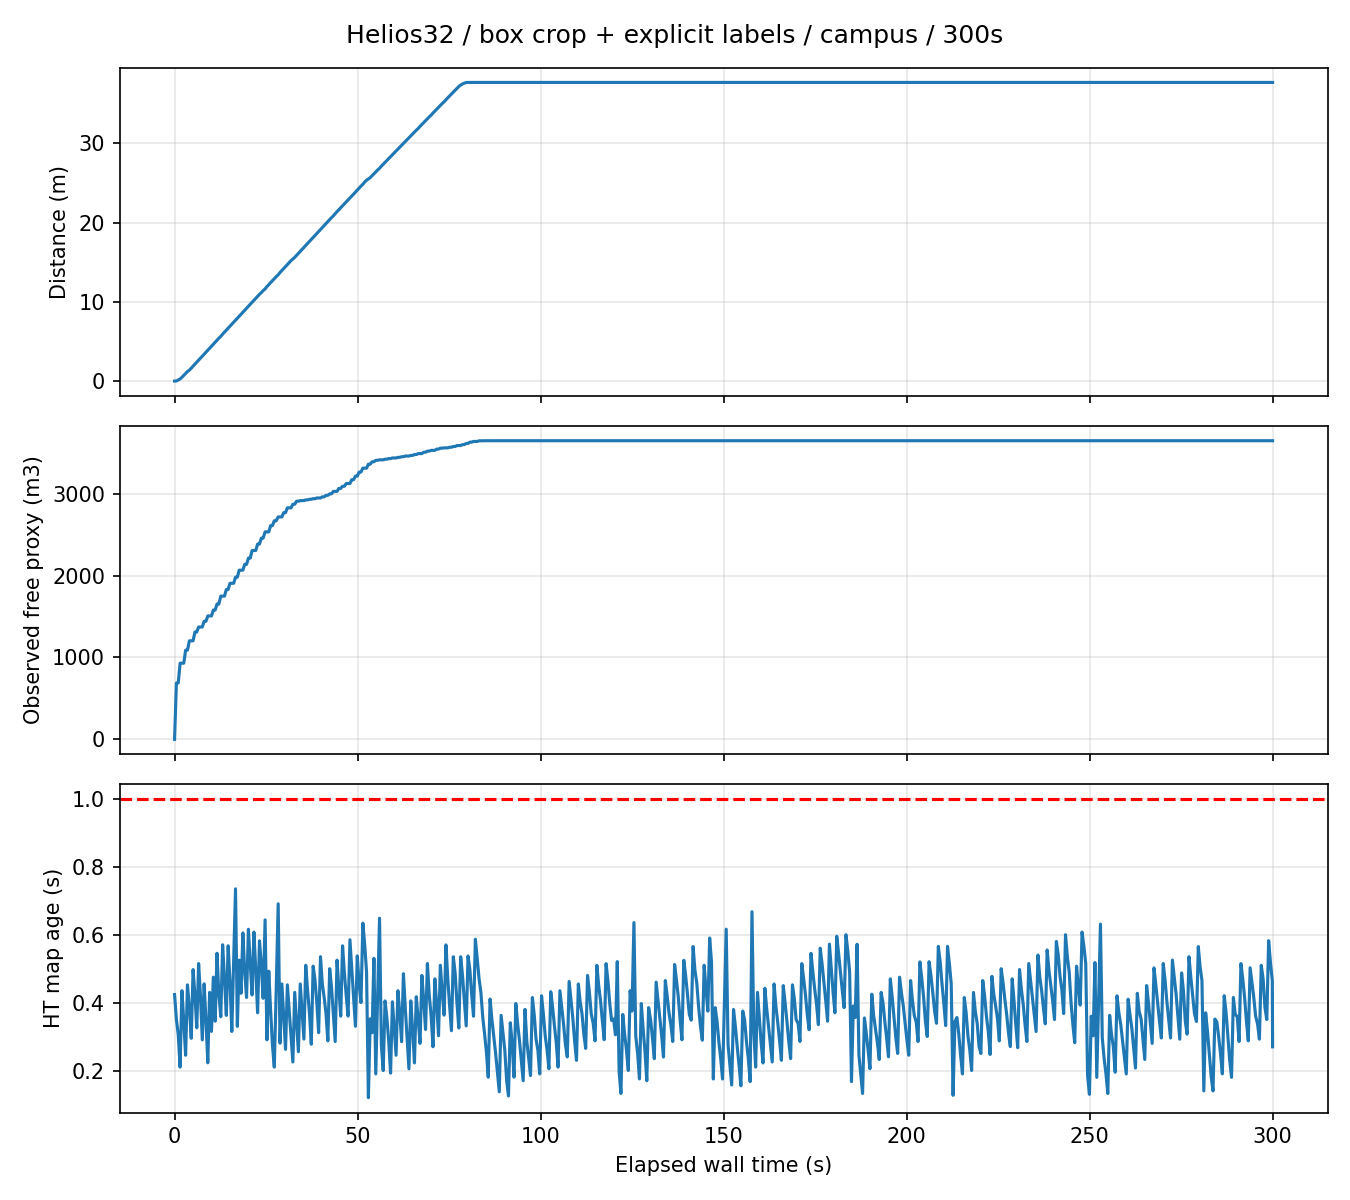 Helios32 / box crop + explicit labels / campus / 300s
Distance (m)
30
20
10
0
Observed free proxy (m3)
3000
2000
1000
0
HT map age (s)
1.0
0.8
0.6
0.4
0.2
0 50 100 150 200 250 300
Elapsed wall time (s)